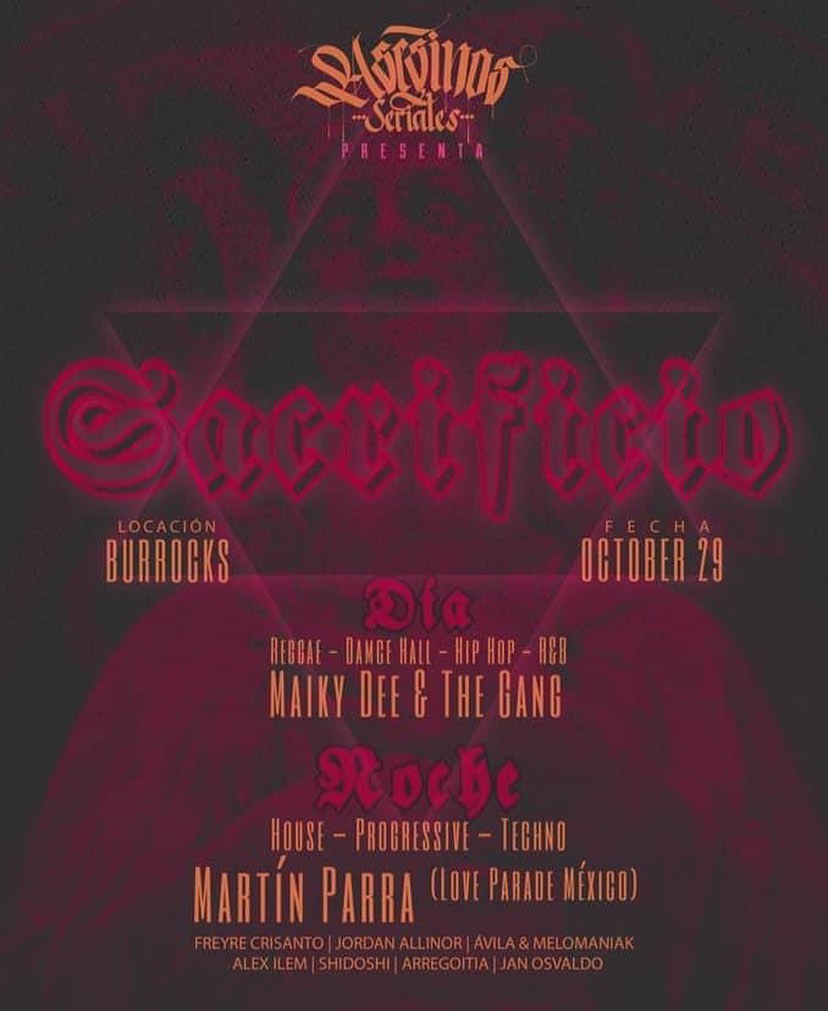 Asesinos
Seriales
PRESENTA
Sacrificio
LOCACIÓN
BURROCKS
FECHA
OCTOBER 29
Día
REGGAE – DANCE HALL – HIP HOP – R&B
MAIKY DEE & THE GANG
Noche
HOUSE – PROGRESSIVE – TECHNO
MARTÍN PARRA (LOVE PARADE MÉXICO)
FREYRE CRISANTO | JORDAN ALLINOR | ÁVILA & MELOMANIAK
ALEX ILEM | SHIDOSHI | ARREGOITIA | JAN OSVALDO